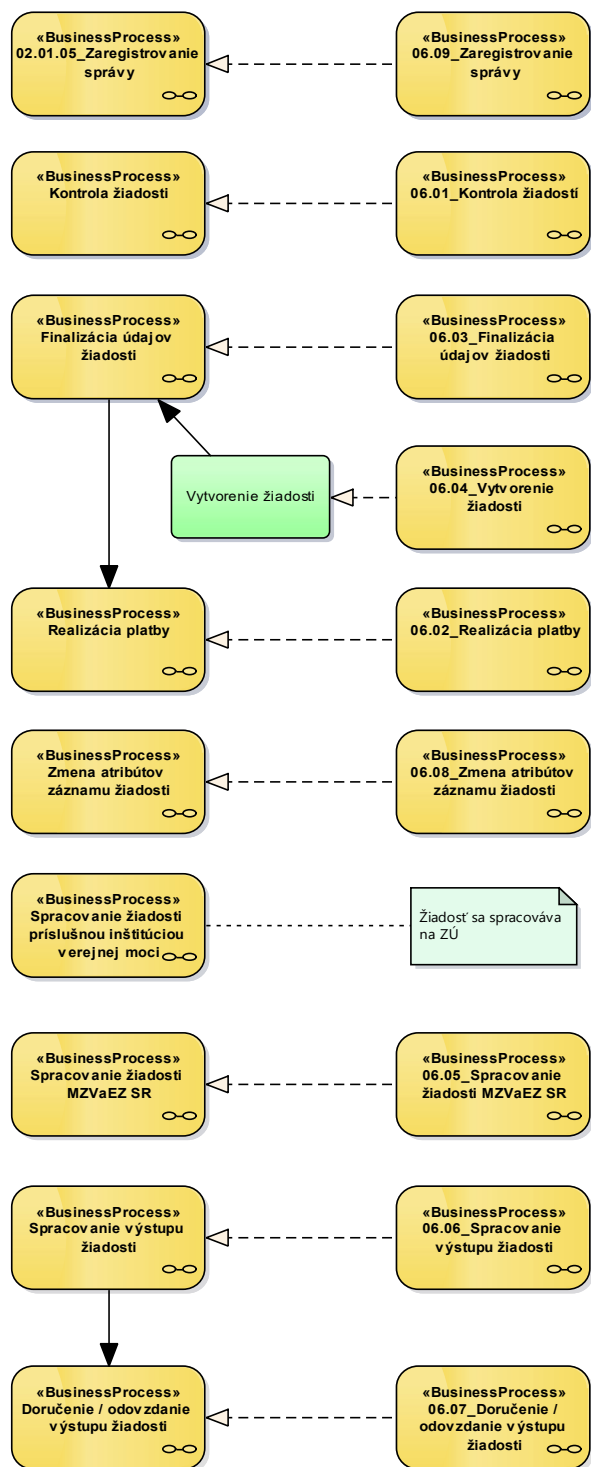 «BusinessProcess»
02.01.05_Zaregistrovanie
správy
«BusinessProcess»
06.09_Zaregistrovanie
správy
«BusinessProcess»
Kontrola žiadosti
«BusinessProcess»
06.01_Kontrola žiadostí
«BusinessProcess»
Finalizácia údajov
žiadosti
«BusinessProcess»
06.03_Finalizácia
údajov žiadosti
Vytvorenie žiadosti
«BusinessProcess»
06.04_Vytvorenie
žiadosti
«BusinessProcess»
Realizácia platby
«BusinessProcess»
06.02_Realizácia platby
«BusinessProcess»
Zmena atribútov
záznamu žiadosti
«BusinessProcess»
06.08_Zmena atribútov
záznamu žiadosti
«BusinessProcess»
Spracovanie žiadosti
príslušnou inštitúciou
verejnej moci
Žiadosť sa spracováva
na ZÚ
«BusinessProcess»
Spracovanie žiadosti
MZVaEZ SR
«BusinessProcess»
06.05_Spracovanie
žiadosti MZVaEZ SR
«BusinessProcess»
Spracovanie výstupu
žiadosti
«BusinessProcess»
06.06_Spracovanie
výstupu žiadosti
«BusinessProcess»
Doručenie / odovzdanie
výstupu žiadosti
«BusinessProcess»
06.07_Doručenie /
odovzdanie výstupu
žiadosti